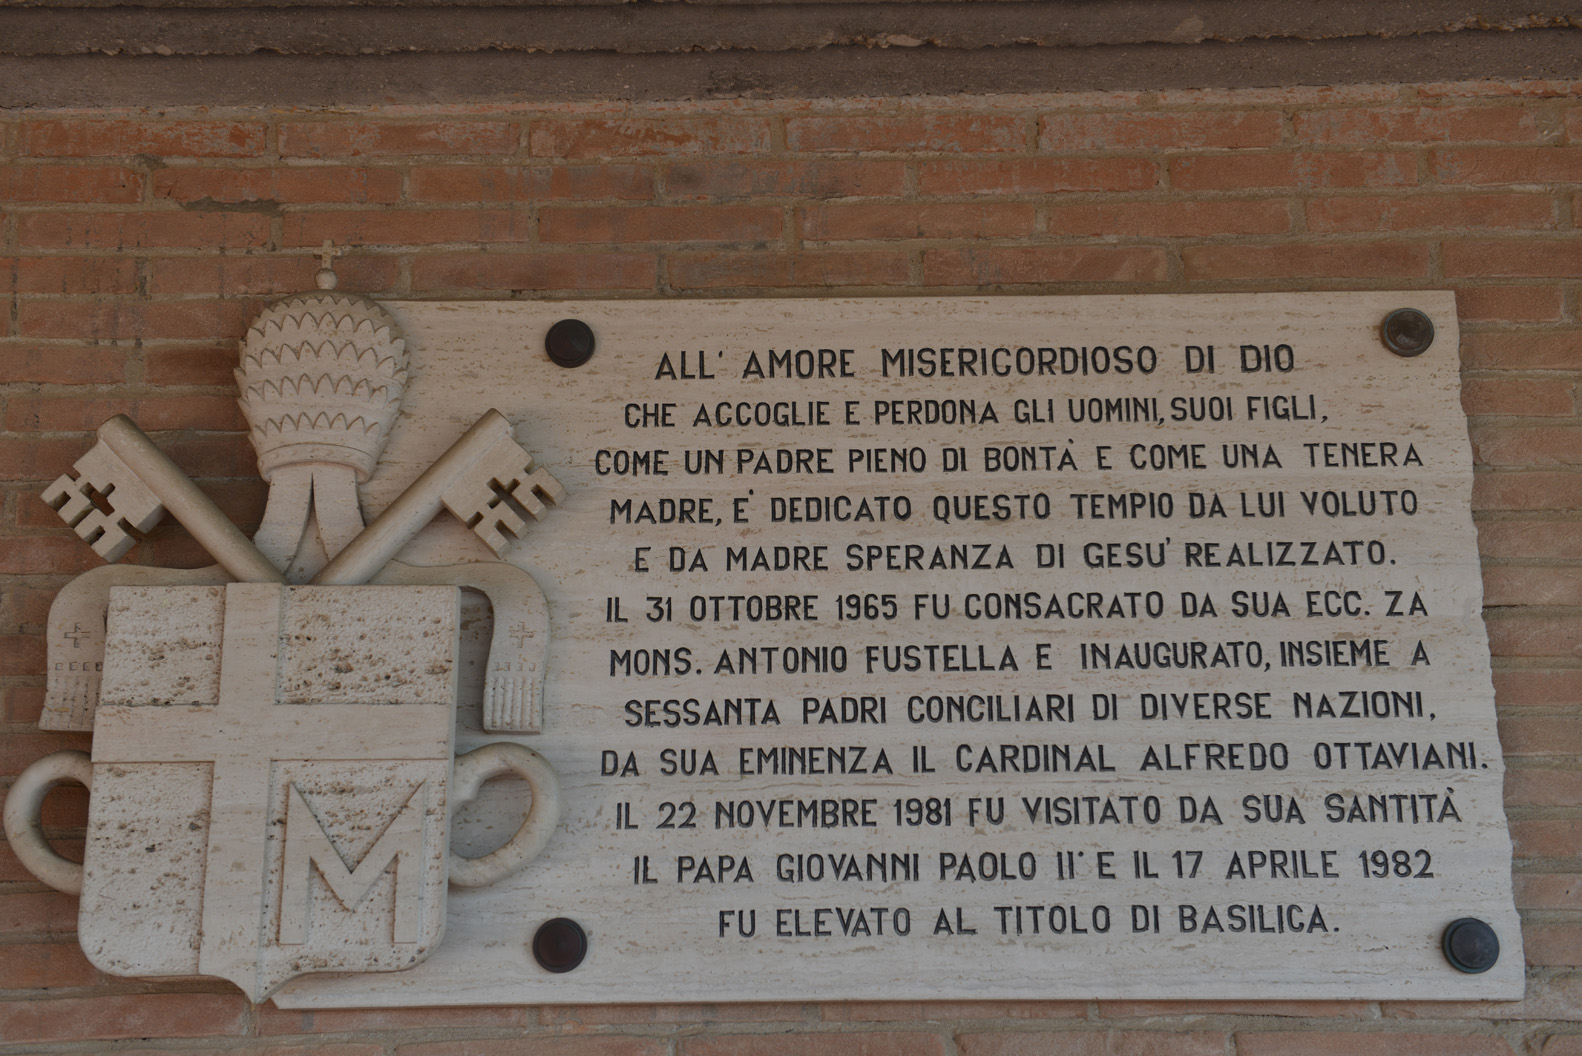 ALL' AMORE MISERICORDIOSO DI DIO
CHE ACCOGLIE E PERDONA GLI UOMINI, SUOI FIGLI,
COME UN PADRE PIENO DI BONTÀ E COME UNA TENERA
MADRE, E' DEDICATO QUESTO TEMPIO DA LUI VOLUTO
E DA MADRE SPERANZA DI GESU' REALIZZATO.
IL 31 OTTOBRE 1965 FU CONSACRATO DA SUA ECC. ZA
MONS. ANTONIO FUSTELLA E INAUGURATO, INSIEME A
SESSANTA PADRI CONCILIARI DI DIVERSE NAZIONI,
DA SUA EMINENZA IL CARDINAL ALFREDO OTTAVIANI.
IL 22 NOVEMBRE 1981 FU VISITATO DA SUA SANTITÀ
IL PAPA GIOVANNI PAOLO II° E IL 17 APRILE 1982
FU ELEVATO AL TITOLO DI BASILICA.
M